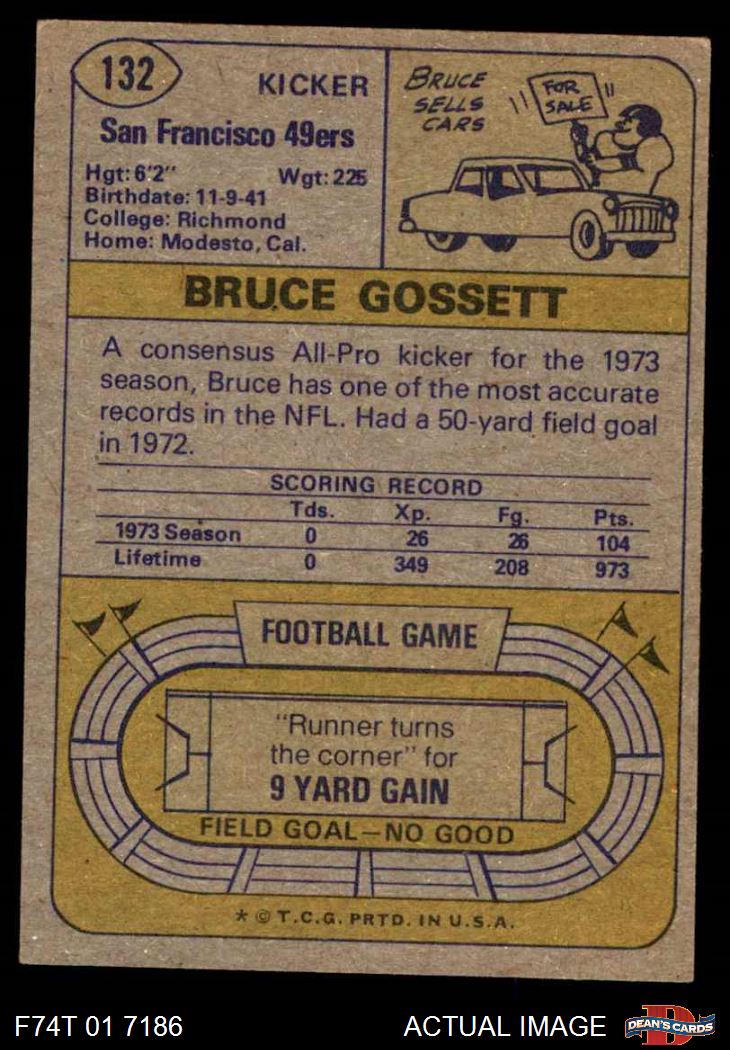 132
KICKER
San Francisco 49ers
Hgt: 6'2" Wgt: 225
Birthdate: 11-9-41
College: Richmond
Home: Modesto, Cal.
BRUCE
SELLS
CARS
FOR
SALE
BRUCE GOSSETT
A consensus All-Pro kicker for the 1973
season, Bruce has one of the most accurate
records in the NFL. Had a 50-yard field goal
in 1972.
SCORING RECORD
Tds. Xp. Fg. Pts.
1973 Season 0 26 26 104
Lifetime 0 349 208 973
FOOTBALL GAME
"Runner turns
the corner" for
9 YARD GAIN
FIELD GOAL—NO GOOD
* © T.C.G. PRTD. IN U.S.A.
F74T 01 7186 ACTUAL IMAGE
D
DEAN'S CARDS